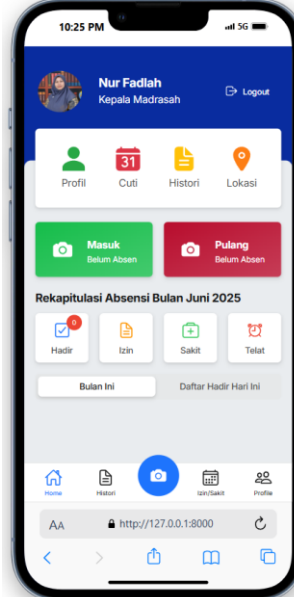 10:25 PM 5G
Nur Fadlah
Kepala Madrasah
Logout
31
Profil Cuti Histori Lokasi
Masuk
Belum Absen
Pulang
Belum Absen
Rekapitulasi Absensi Bulan Juni 2025
0
Hadir Izin Sakit Telat
Bulan Ini Daftar Hadir Hari Ini
Home Histori Izin/Sakit Profile
AA http://127.0.0.1:8000